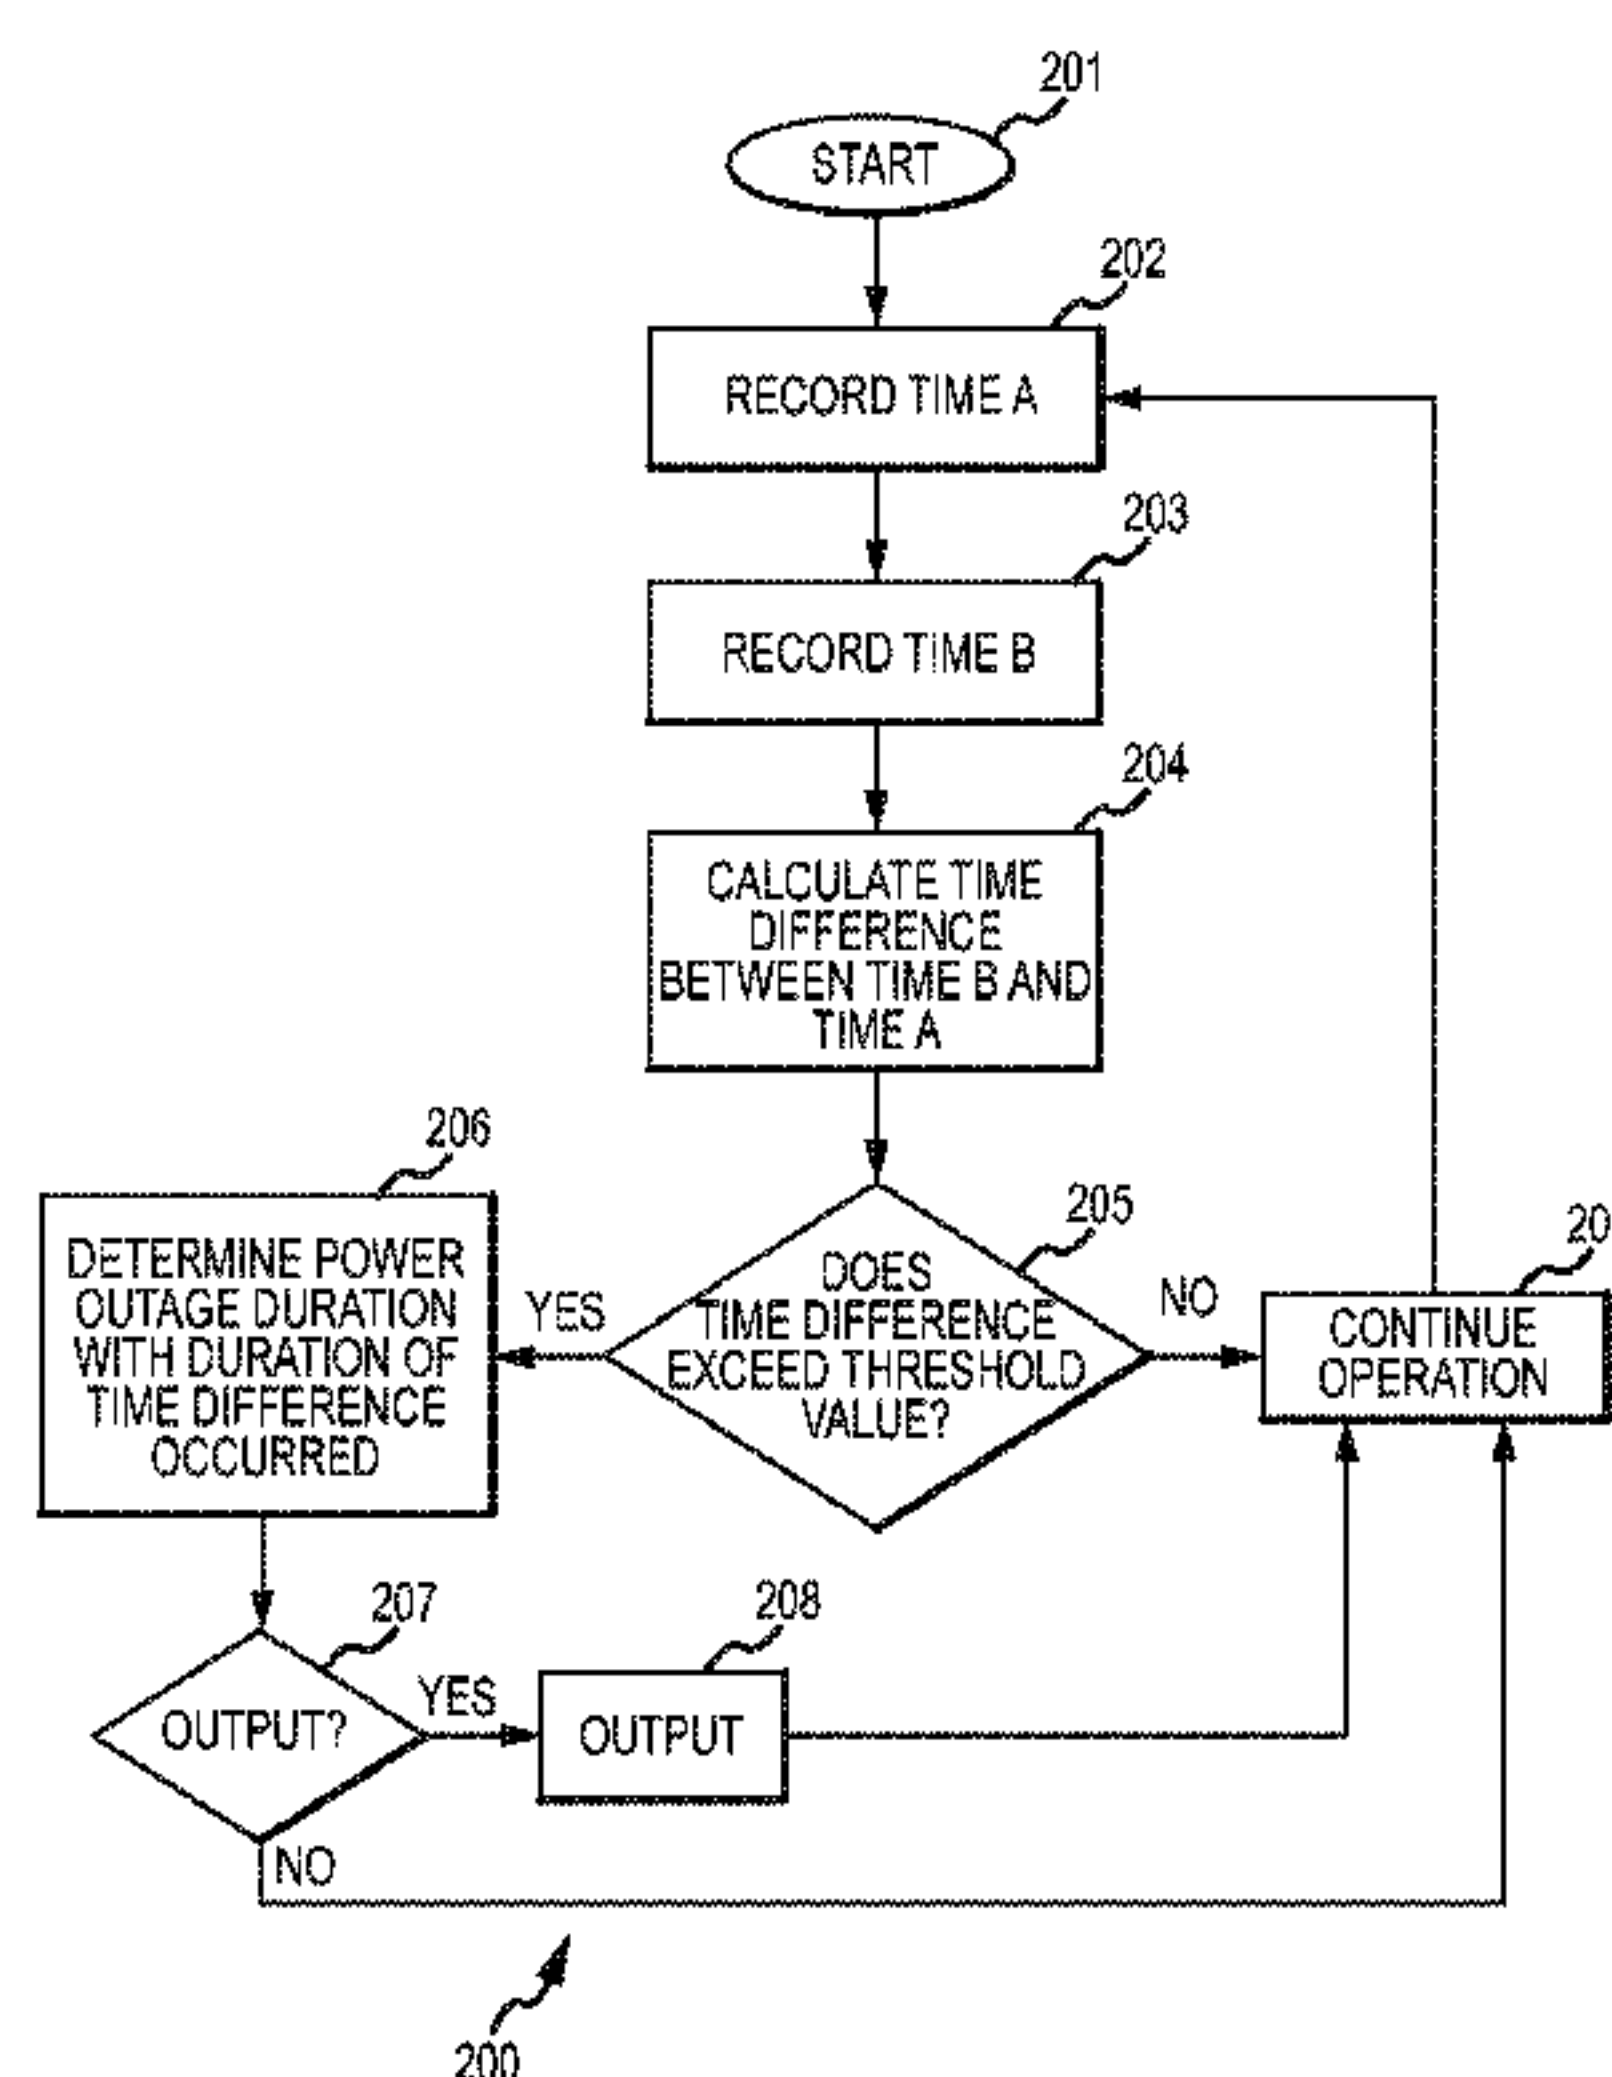 201
START
202
RECORD TIME A
203
RECORD TIME B
204
CALCULATE TIME
DIFFERENCE
BETWEEN TIME B AND
TIME A
206
DETERMINE POWER
OUTAGE DURATION
WITH DURATION OF
TIME DIFFERENCE
OCCURRED
YES
205
DOES
TIME DIFFERENCE
EXCEED THRESHOLD
VALUE?
NO
20
CONTINUE
OPERATION
207
OUTPUT?
YES
208
OUTPUT
NO
200